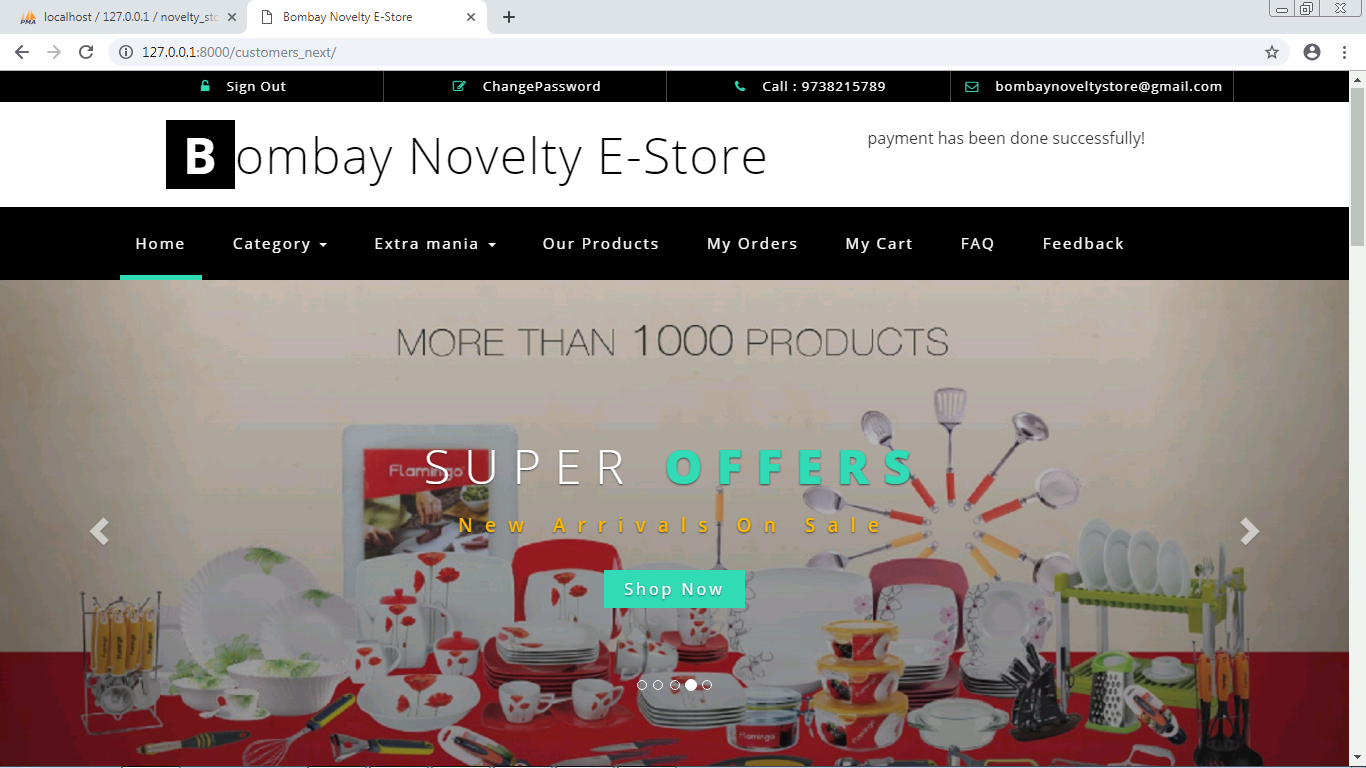 localhost / 127.0.0.1 / novelty_sto
Bombay Novelty E-Store
127.0.0.1:8000/customers_next/
Sign Out
ChangePassword
Call : 9738215789
bombaynoveltystore@gmail.com
Bombay Novelty E-Store
payment has been done successfully!
Home
Category
Extra mania
Our Products
My Orders
My Cart
FAQ
Feedback
MORE THAN 1000 PRODUCTS
Flamingo
SUPER OFFERS
New Arrivals On Sale
Shop Now
Flamingo